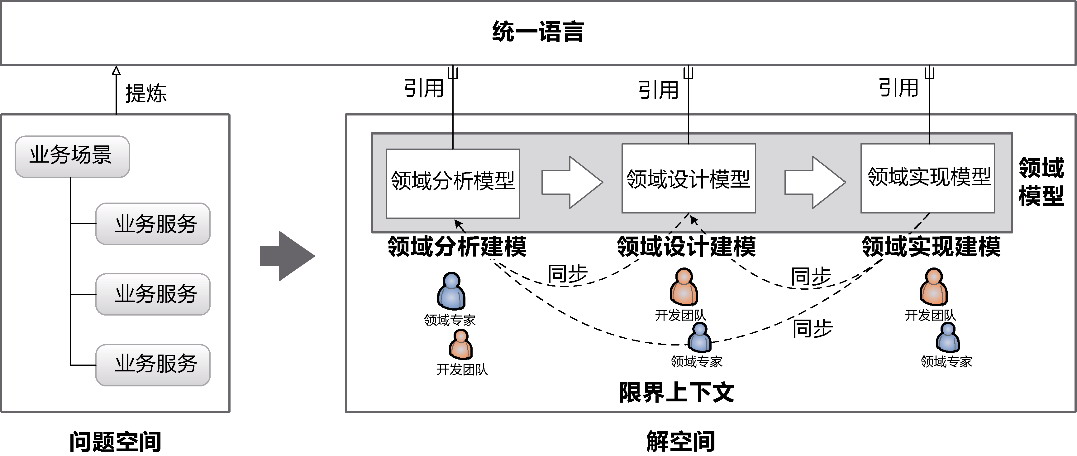 统一语言
提炼
引用
引用
引用
业务场景
业务服务
业务服务
业务服务
问题空间
领域分析模型
领域设计模型
领域实现模型
领域
模型
领域分析建模
领域设计建模
领域实现建模
同步
同步
同步
领域专家
开发团队
开发团队
领域专家
开发团队
领域专家
限界上下文
解空间